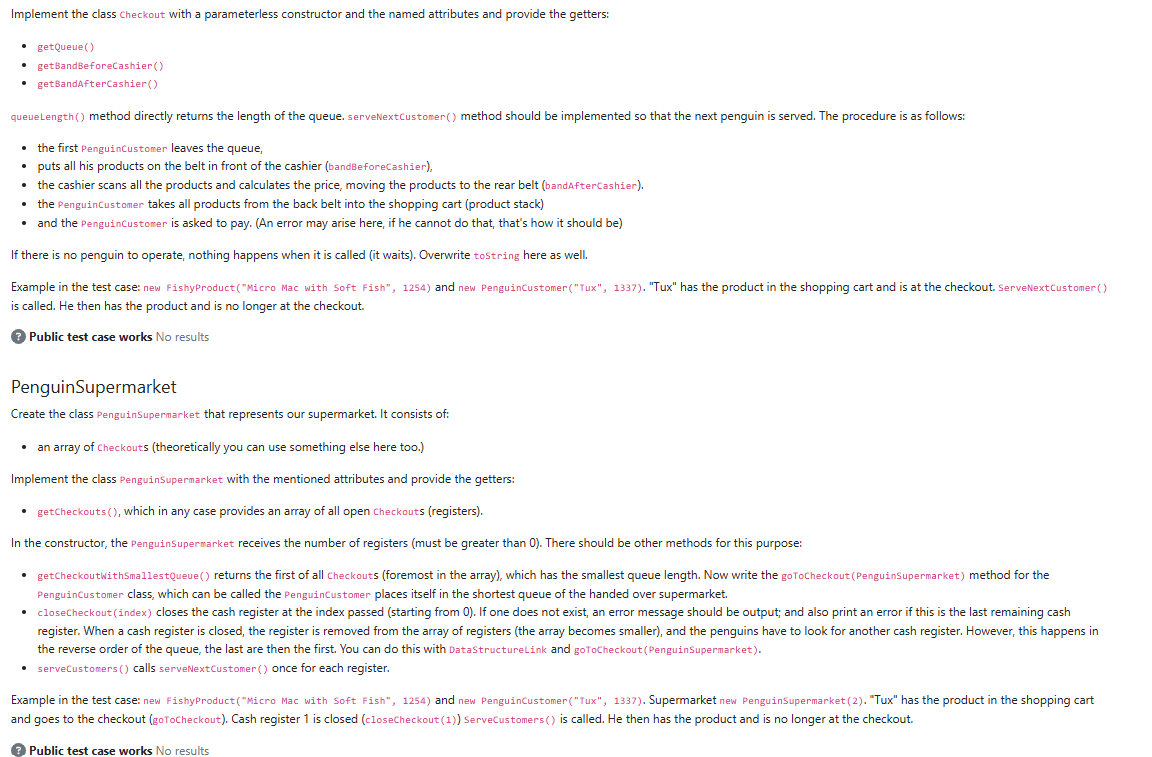 Implement the class Checkout with a parameterless constructor and the named attributes and provide the getters:
• getQueue()
• getBandBeforeCashier()
• getBandAfterCashier()
queueLength() method directly returns the length of the queue. serveNextCustomer() method should be implemented so that the next penguin is served. The procedure is as follows:
• the first PenguinCustomer leaves the queue,
• puts all his products on the belt in front of the cashier (bandBeforeCashier),
• the cashier scans all the products and calculates the price, moving the products to the rear belt (bandAfterCashier).
• the PenguinCustomer takes all products from the back belt into the shopping cart (product stack)
• and the PenguinCustomer is asked to pay. (An error may arise here, if he cannot do that, that's how it should be)
If there is no penguin to operate, nothing happens when it is called (it waits). Overwrite toString here as well.
Example in the test case: new FishyProduct("Micro Mac with Soft Fish", 1254) and new PenguinCustomer("Tux", 1337). "Tux" has the product in the shopping cart and is at the checkout. ServeNextCustomer()
is called. He then has the product and is no longer at the checkout.
? Public test case works No results
PenguinSupermarket
Create the class PenguinSupermarket that represents our supermarket. It consists of:
• an array of Checkouts (theoretically you can use something else here too.)
Implement the class PenguinSupermarket with the mentioned attributes and provide the getters:
• getCheckouts(), which in any case provides an array of all open Checkouts (registers).
In the constructor, the PenguinSupermarket receives the number of registers (must be greater than 0). There should be other methods for this purpose:
• getCheckoutWithSmallestQueue() returns the first of all Checkouts (foremost in the array), which has the smallest queue length. Now write the goToCheckout(PenguinSupermarket) method for the
PenguinCustomer class, which can be called the PenguinCustomer places itself in the shortest queue of the handed over supermarket.
• closeCheckout(index) closes the cash register at the index passed (starting from 0). If one does not exist, an error message should be output; and also print an error if this is the last remaining cash
register. When a cash register is closed, the register is removed from the array of registers (the array becomes smaller), and the penguins have to look for another cash register. However, this happens in
the reverse order of the queue, the last are then the first. You can do this with DataStructureLink and goToCheckout(PenguinSupermarket).
• serveCustomers() calls serveNextCustomer() once for each register.
Example in the test case: new FishyProduct("Micro Mac with Soft Fish", 1254) and new PenguinCustomer("Tux", 1337). Supermarket new PenguinSupermarket(2). "Tux" has the product in the shopping cart
and goes to the checkout (goToCheckout). Cash register 1 is closed (closeCheckout(1)) ServeCustomers() is called. He then has the product and is no longer at the checkout.
? Public test case works No results